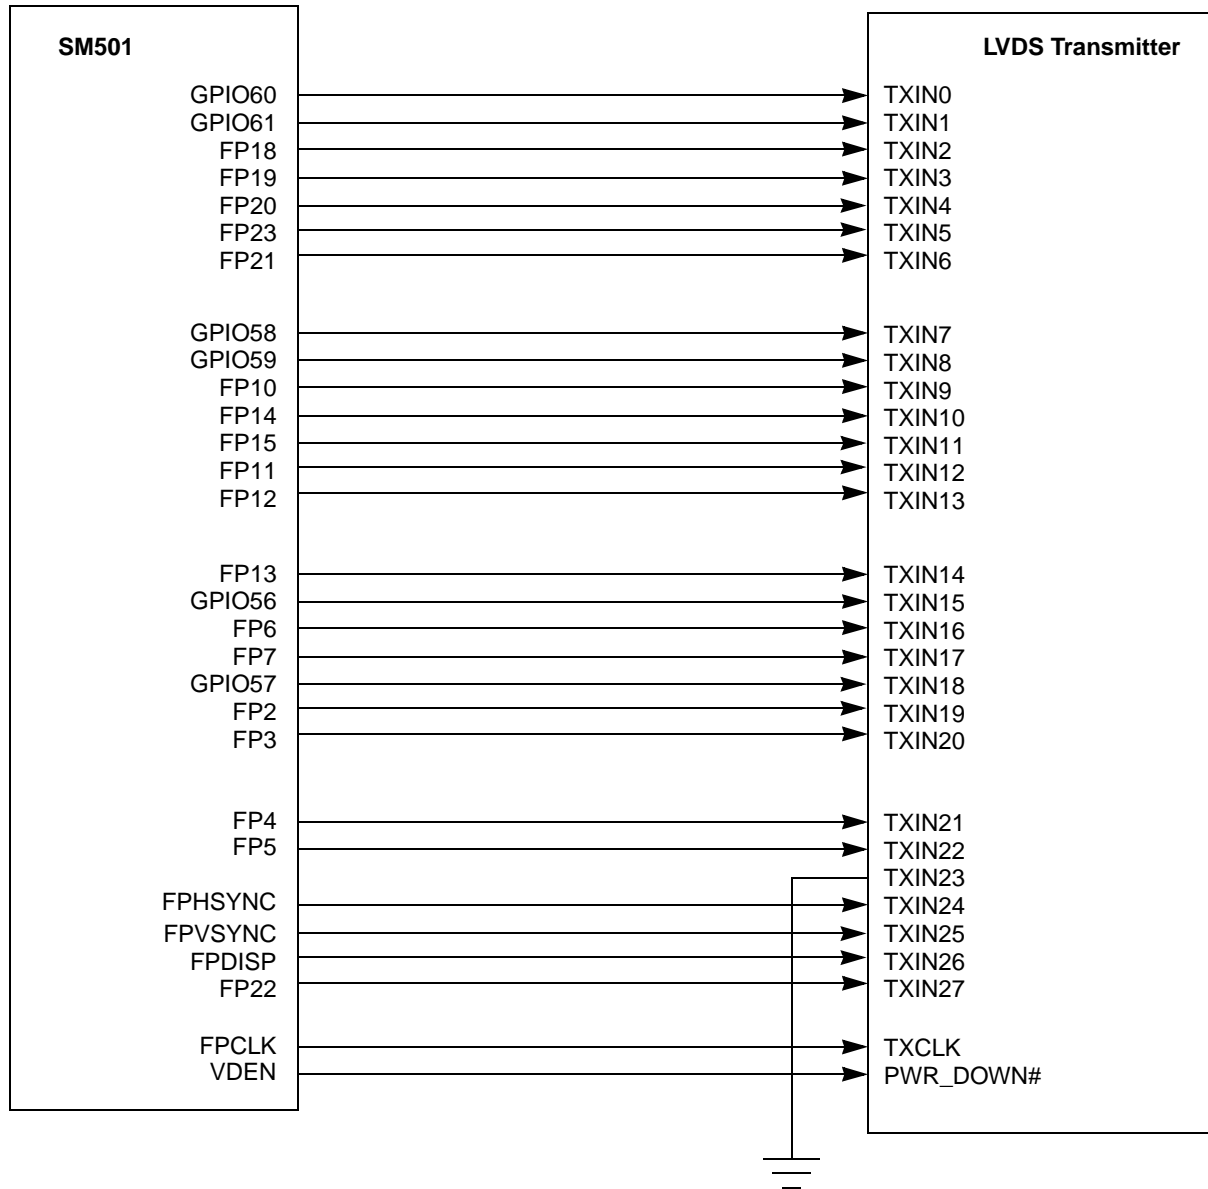 SM501 LVDS Transmitter
GPIO60 TXIN0
GPIO61 TXIN1
FP18 TXIN2
FP19 TXIN3
FP20 TXIN4
FP23 TXIN5
FP21 TXIN6
GPIO58 TXIN7
GPIO59 TXIN8
FP10 TXIN9
FP14 TXIN10
FP15 TXIN11
FP11 TXIN12
FP12 TXIN13
FP13 TXIN14
GPIO56 TXIN15
FP6 TXIN16
FP7 TXIN17
GPIO57 TXIN18
FP2 TXIN19
FP3 TXIN20
FP4 TXIN21
FP5 TXIN22
TXIN23
FPHSYNC TXIN24
FPVSYNC TXIN25
FPDISP TXIN26
FP22 TXIN27
FPCLK TXCLK
VDEN PWR_DOWN#